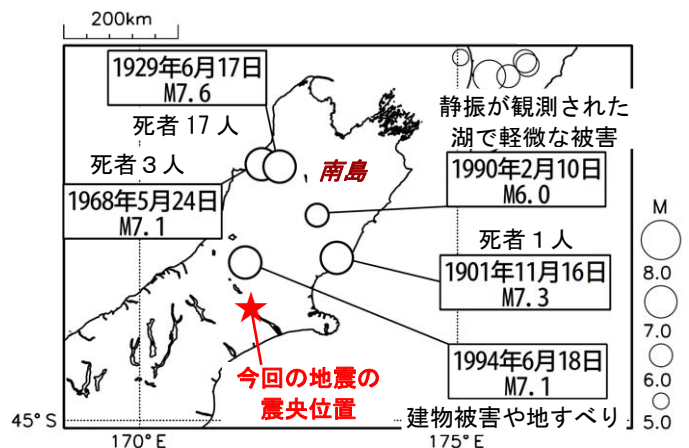 200km
1929年6月17日
M7.6
死者 17 人
静振が観測された
湖で軽微な被害
死者 3 人
南島
1990年2月10日
M6.0
1968年5月24日
M7.1
死者 1 人
1901年11月16日
M7.3
M
8.0
7.0
6.0
5.0
今回の地震の
震央位置
1994年6月18日
M7.1
建物被害や地すべり
45°S
170°E
175°E